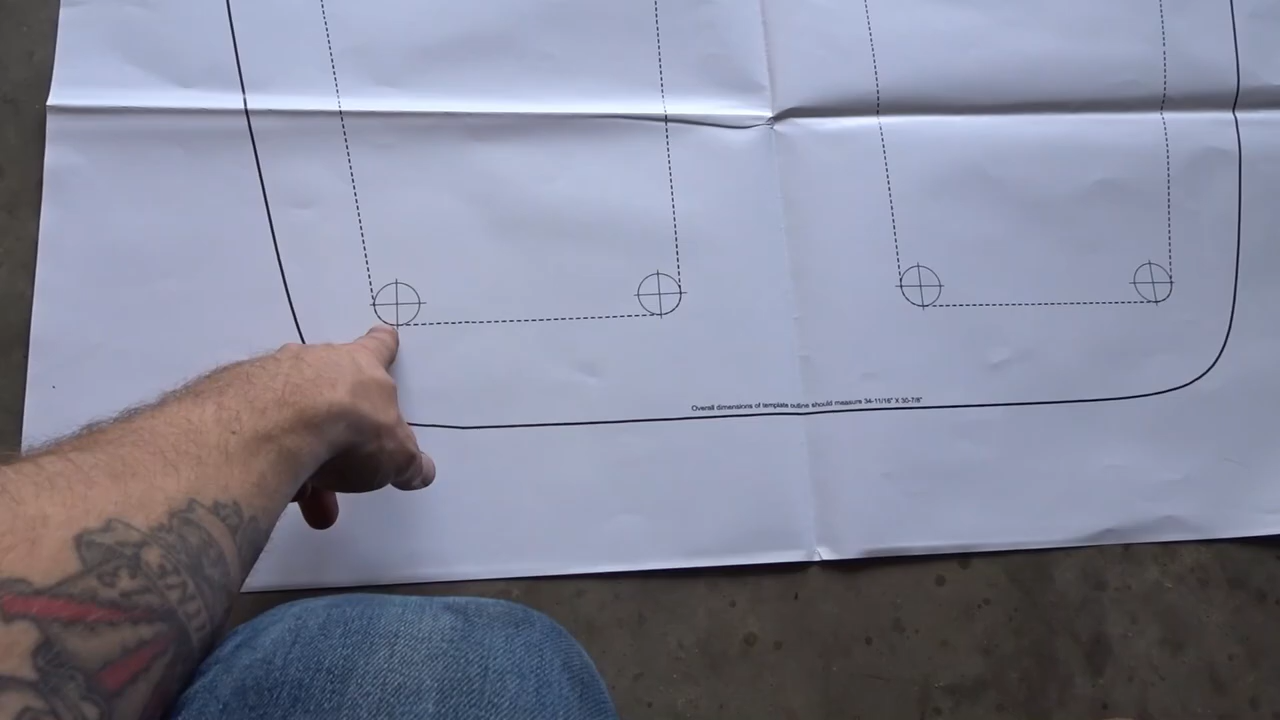 Overall dimensions of template outline should measure 34-11/16" X 30-7/8"